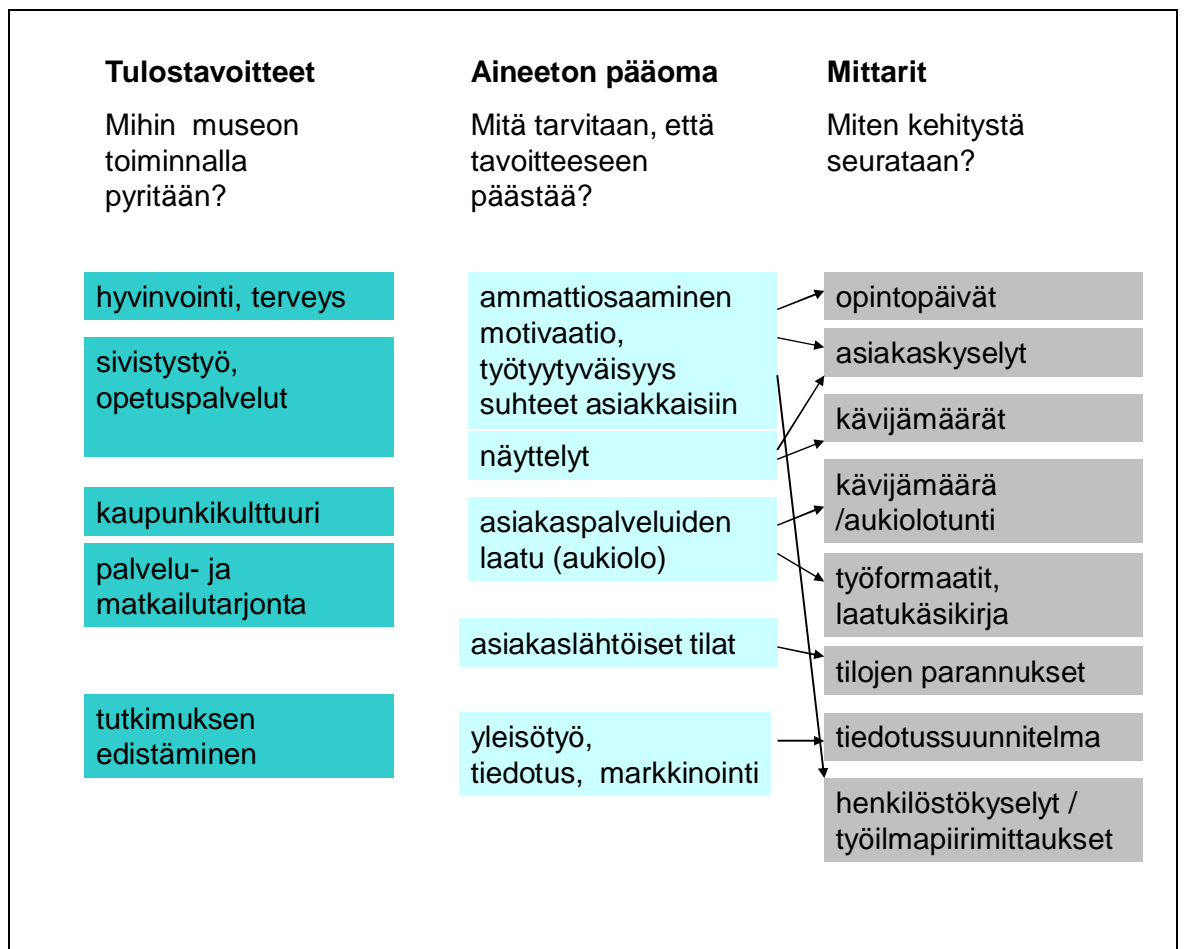 Tulostavoitteet
Mihin museon
toiminnalla
pyritään?
hyvinvointi, terveys
sivistystyö,
opetuspalvelut
kaupunkikulttuuri
palvelu- ja
matkailutarjonta
tutkimuksen
edistäminen
Aineeton pääoma
Mitä tarvitaan, että
tavoitteeseen
päästää?
ammattiosaaminen
motivaatio,
työtyytyväisyys
suhteet asiakkaisiin
näyttelyt
asiakaspalveluiden
laatu (aukiolo)
asiakaslähtöiset tilat
yleisötyö,
tiedotus, markkinointi
Mittarit
Miten kehitystä
seurataan?
opintopäivät
asiakaskyselyt
kävijämäärät
kävijämäärä
/aukiolotunti
työformaatit,
laatukäsikirja
tilojen parannukset
tiedotussuunnitelma
henkilöstökyselyt /
työilmapiirimittaukset